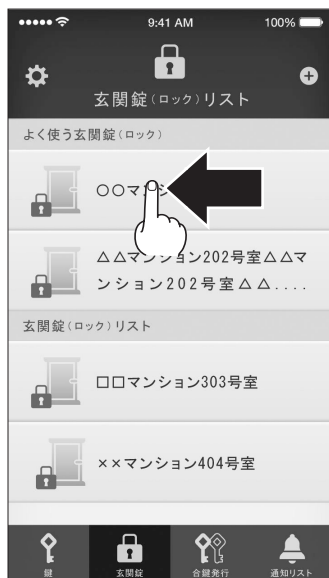 9:41 AM 100%
玄関錠(ロック)リスト
よく使う玄関錠(ロック)
○○マンシ
△△マンション202号室△△マ
ンション202号室△△....
玄関錠(ロック)リスト
□□マンション303号室
××マンション404号室
鍵 玄関錠 合鍵発行 通知リスト